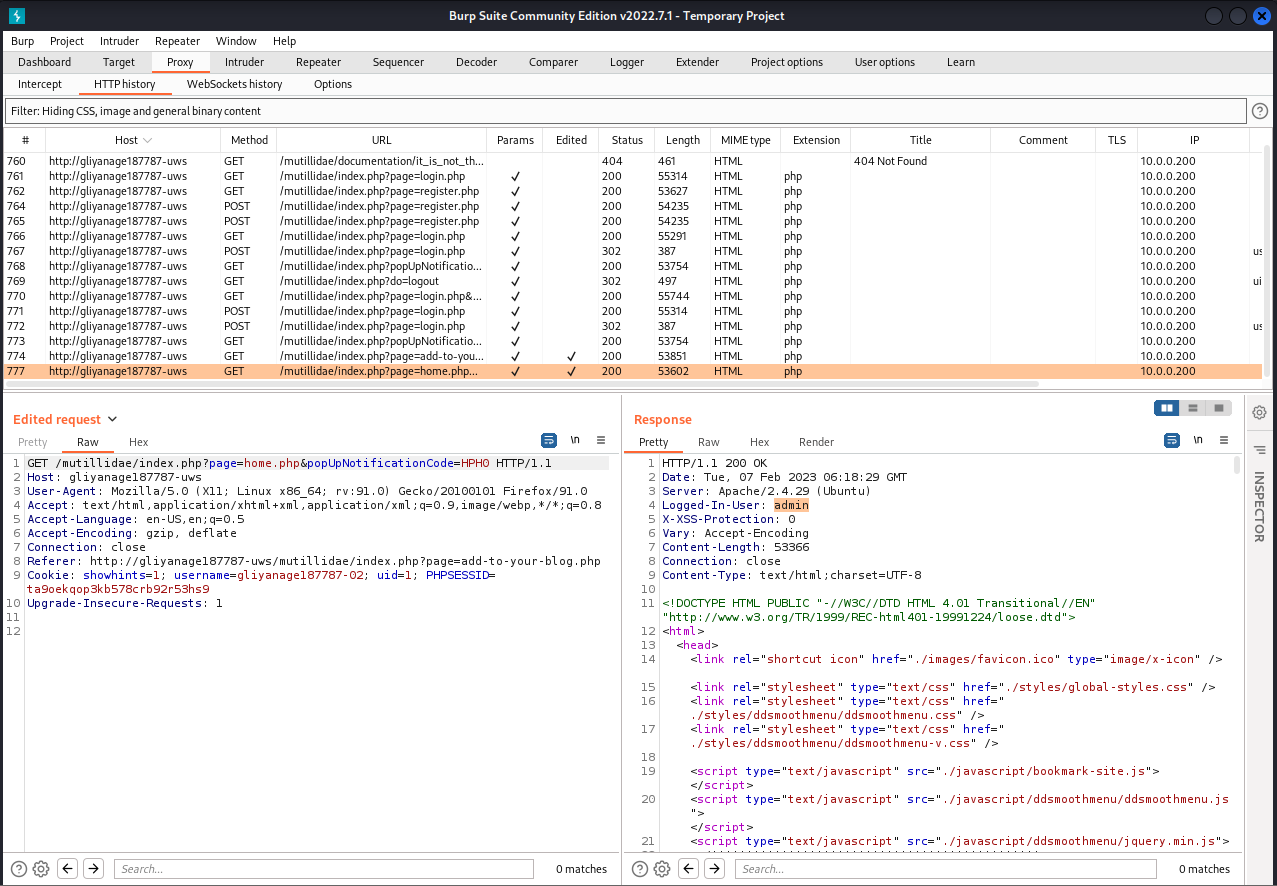 Burp Suite Community Edition v2022.7.1 - Temporary Project
Burp Project Intruder Repeater Window Help
Dashboard Target Proxy Intruder Repeater Sequencer Decoder Comparer Logger Extender Project options User options Learn
Intercept HTTP history WebSockets history Options
Filter: Hiding CSS, image and general binary content
# Host Method URL Params Edited Status Length MIME type Extension Title Comment TLS IP
760 http://gliyanage187787-uws GET /mutillidae/documentation/it_is_not_th... 404 461 HTML 404 Not Found 10.0.0.200
761 http://gliyanage187787-uws GET /mutillidae/index.php?page=login.php ✓ 200 55314 HTML php 10.0.0.200
762 http://gliyanage187787-uws GET /mutillidae/index.php?page=register.php ✓ 200 53627 HTML php 10.0.0.200
764 http://gliyanage187787-uws POST /mutillidae/index.php?page=register.php ✓ 200 54235 HTML php 10.0.0.200
765 http://gliyanage187787-uws POST /mutillidae/index.php?page=register.php ✓ 200 54235 HTML php 10.0.0.200
766 http://gliyanage187787-uws GET /mutillidae/index.php?page=login.php ✓ 200 55291 HTML php 10.0.0.200
767 http://gliyanage187787-uws POST /mutillidae/index.php?page=login.php ✓ 302 387 HTML php 10.0.0.200 us
768 http://gliyanage187787-uws GET /mutillidae/index.php?popUpNotificatio... ✓ 200 53754 HTML php 10.0.0.200
769 http://gliyanage187787-uws GET /mutillidae/index.php?do=logout ✓ 302 497 HTML php 10.0.0.200 ui
770 http://gliyanage187787-uws GET /mutillidae/index.php?page=login.php&... ✓ 200 55744 HTML php 10.0.0.200
771 http://gliyanage187787-uws POST /mutillidae/index.php?page=login.php ✓ 200 55314 HTML php 10.0.0.200
772 http://gliyanage187787-uws POST /mutillidae/index.php?page=login.php ✓ 302 387 HTML php 10.0.0.200 us
773 http://gliyanage187787-uws GET /mutillidae/index.php?popUpNotificatio... ✓ 200 53754 HTML php 10.0.0.200
774 http://gliyanage187787-uws GET /mutillidae/index.php?page=add-to-you... ✓ ✓ 200 53851 HTML php 10.0.0.200
777 http://gliyanage187787-uws GET /mutillidae/index.php?page=home.php... ✓ ✓ 200 53602 HTML php 10.0.0.200
Edited request
Pretty Raw Hex \n
1 GET /mutillidae/index.php?page=home.php&popUpNotificationCode=HPH0 HTTP/1.1
2 Host: gliyanage187787-uws
3 User-Agent: Mozilla/5.0 (X11; Linux x86_64; rv:91.0) Gecko/20100101 Firefox/91.0
4 Accept: text/html,application/xhtml+xml,application/xml;q=0.9,image/webp,*/*;q=0.8
5 Accept-Language: en-US,en;q=0.5
6 Accept-Encoding: gzip, deflate
7 Connection: close
8 Referer: http://gliyanage187787-uws/mutillidae/index.php?page=add-to-your-blog.php
9 Cookie: showhints=1; username=gliyanage187787-02; uid=1; PHPSESSID=
ta9oekqop3kb578crb92r53hs9
10 Upgrade-Insecure-Requests: 1
11
12
Search...
0 matches
Response
Pretty Raw Hex Render \n
1 HTTP/1.1 200 OK
2 Date: Tue, 07 Feb 2023 06:18:29 GMT
3 Server: Apache/2.4.29 (Ubuntu)
4 Logged-In-User: admin
5 X-XSS-Protection: 0
6 Vary: Accept-Encoding
7 Content-Length: 53366
8 Connection: close
9 Content-Type: text/html;charset=UTF-8
10
11 <!DOCTYPE HTML PUBLIC "-//W3C//DTD HTML 4.01 Transitional//EN"
"http://www.w3.org/TR/1999/REC-html401-19991224/loose.dtd">
12 <html>
13 <head>
14 <link rel="shortcut icon" href="./images/favicon.ico" type="image/x-icon" />
15 <link rel="stylesheet" type="text/css" href="./styles/global-styles.css" />
16 <link rel="stylesheet" type="text/css" href="
./styles/ddsmoothmenu/ddsmoothmenu.css" />
17 <link rel="stylesheet" type="text/css" href="
./styles/ddsmoothmenu/ddsmoothmenu-v.css" />
18
19 <script type="text/javascript" src="./javascript/bookmark-site.js">
</script>
20 <script type="text/javascript" src="./javascript/ddsmoothmenu/ddsmoothmenu.js
">
</script>
21 <script type="text/javascript" src="./javascript/ddsmoothmenu/jquery.min.js">
Search...
0 matches
INSPECTOR